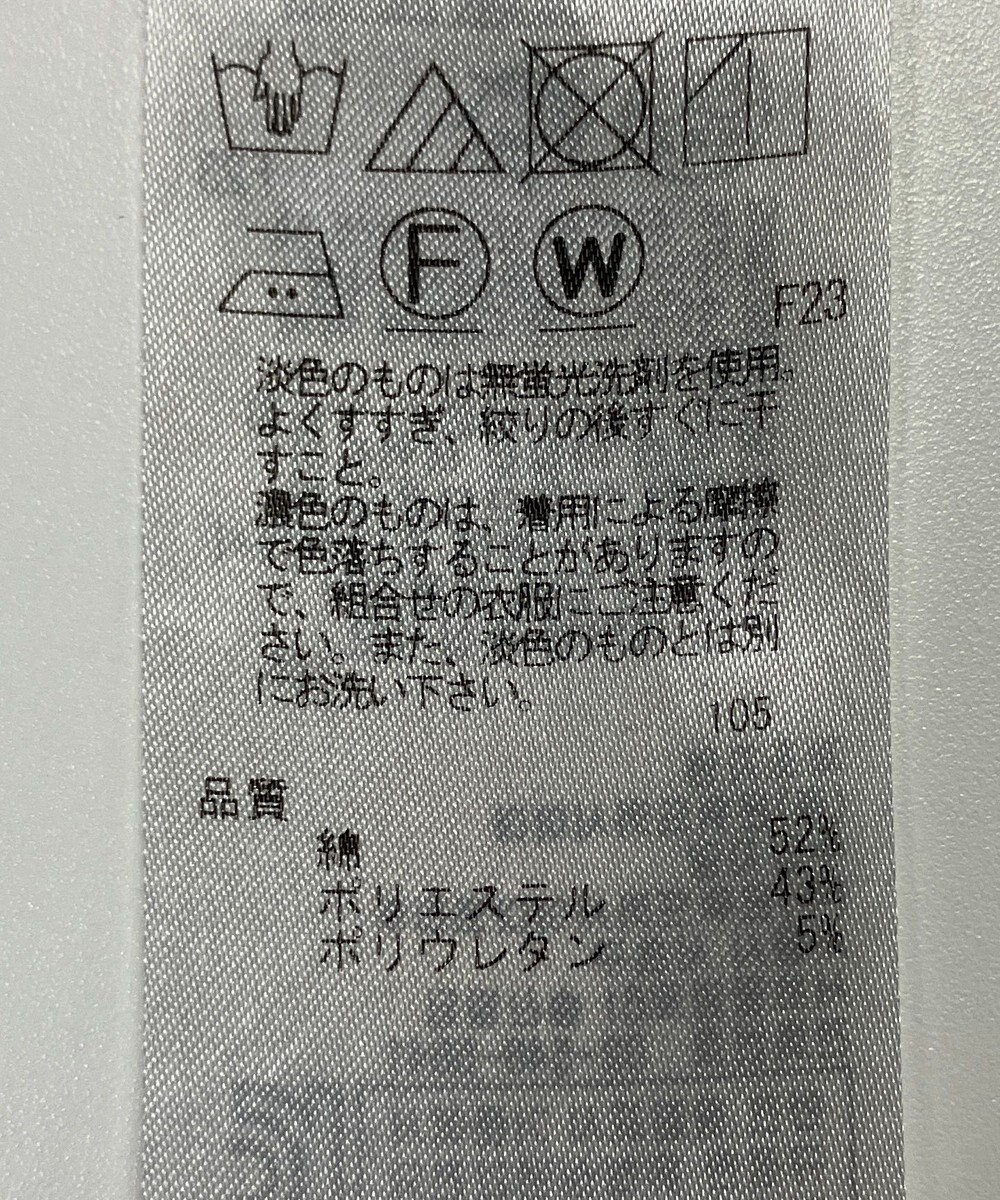 F
W
F23
淡色のものは無蛍光洗剤を使用。
よくすすぎ、絞りの後すぐに干
すこと。
濃色のものは、着用による摩擦
で色落ちすることがありますの
で、組合せの衣服にご注意くだ
さい。また、淡色のものとは別
にお洗い下さい。
105
品質
綿 52%
ポリエステル 43%
ポリウレタン 5%